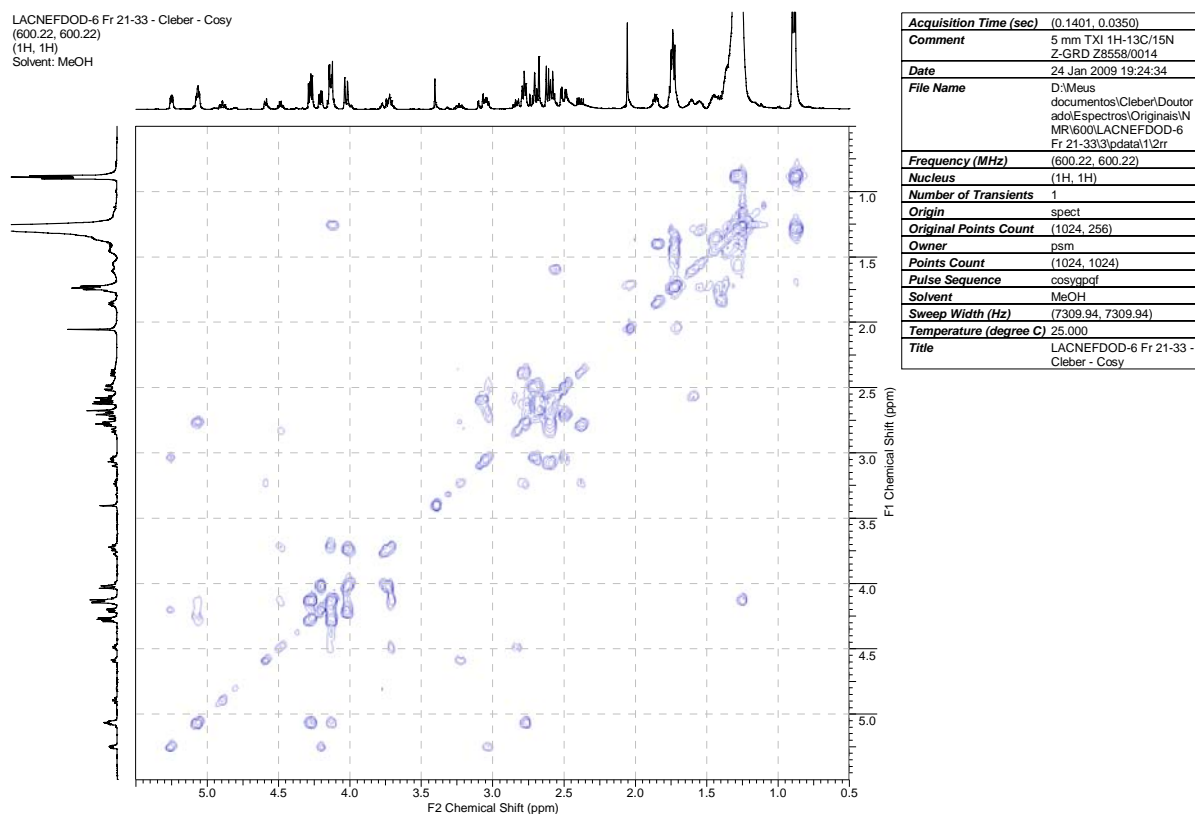 LACNEFDOD-6 Fr 21-33 - Cleber - Cosy
(600.22, 600.22)
(1H, 1H)
Solvent: MeOH
Acquisition Time (sec) (0.1401, 0.0350)
Comment 5 mm TXI 1H-13C/15N
Z-GRD Z8558/0014
Date 24 Jan 2009 19:24:34
File Name D:\Meus
documentos\Cleber\Doutor
ado\Espectros\Originais\N
MR\600\LACNEFDOD-6
Fr 21-33\3\pdata\1\2rr
Frequency (MHz) (600.22, 600.22)
Nucleus (1H, 1H)
Number of Transients 1
Origin spect
Original Points Count (1024, 256)
Owner psm
Points Count (1024, 1024)
Pulse Sequence cosygpqf
Solvent MeOH
Sweep Width (Hz) (7309.94, 7309.94)
Temperature (degree C) 25.000
Title LACNEFDOD-6 Fr 21-33 -
Cleber - Cosy
1.0
1.5
2.0
2.5
3.0
3.5
4.0
4.5
5.0
F1 Chemical Shift (ppm)
5.0 4.5 4.0 3.5 3.0 2.5 2.0 1.5 1.0 0.5
F2 Chemical Shift (ppm)